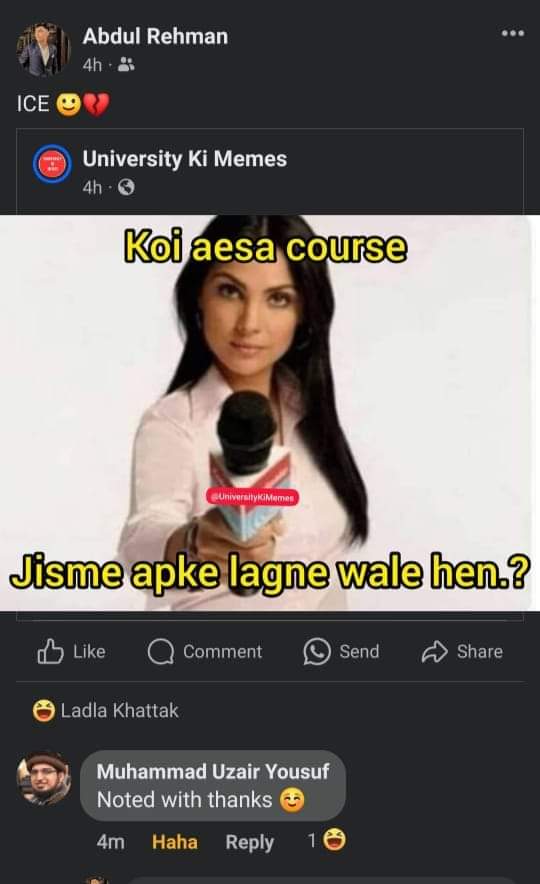 Abdul Rehman
4h ·
ICE 🙂💔
University Ki Memes
4h ·
Koi aesa course
@UniversityKiMemes
Jisme apke lagne wale hen.?
Like Comment Send Share
😆 Ladla Khattak
Muhammad Uzair Yousuf
Noted with thanks 😊
4m Haha Reply 1 😆